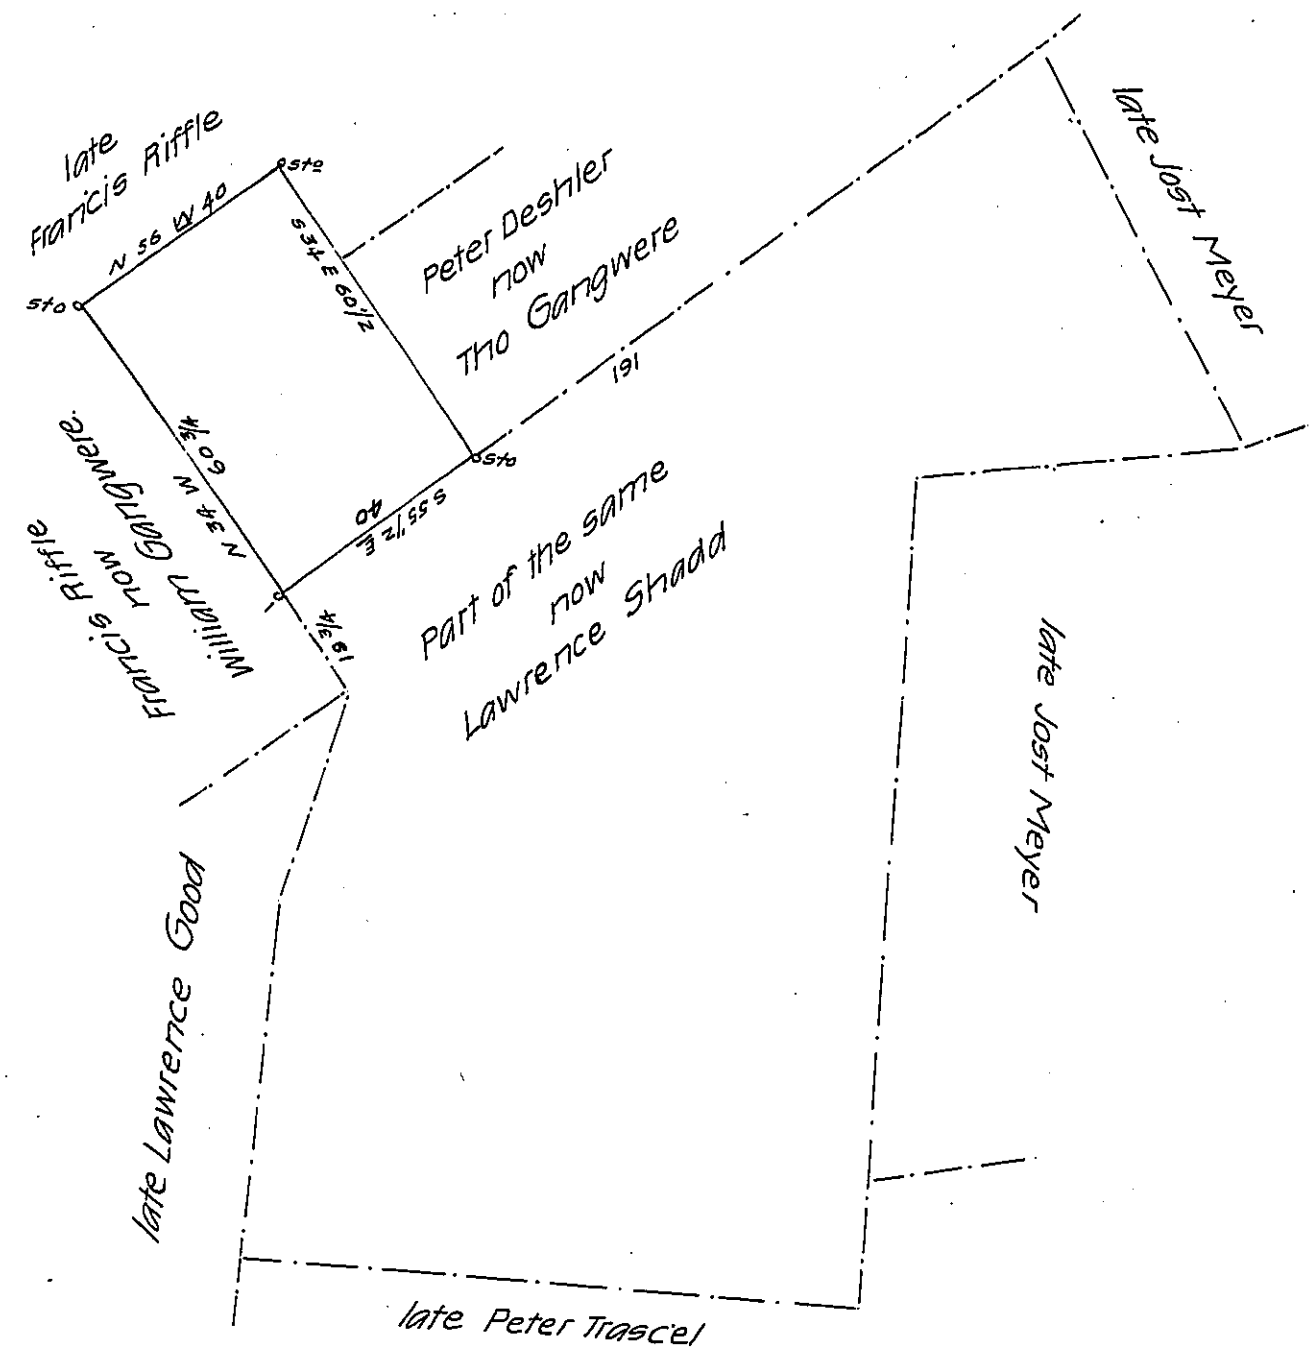 late
Francis Riffle
N 56 W 40
sto
sto
S 34 E 60 1/2
Peter Deshler
now
Tho Gangwere
191
late Jost Meyer
N 34 W 60 3/4
Francis Riffle
now
William Gangwere.
sto
S 55 1/2 E
40
19 3/4
Part of the same
now
Lawrence Shadd
late Jost Meyer
late Lawrence Good
late Peter Trascel